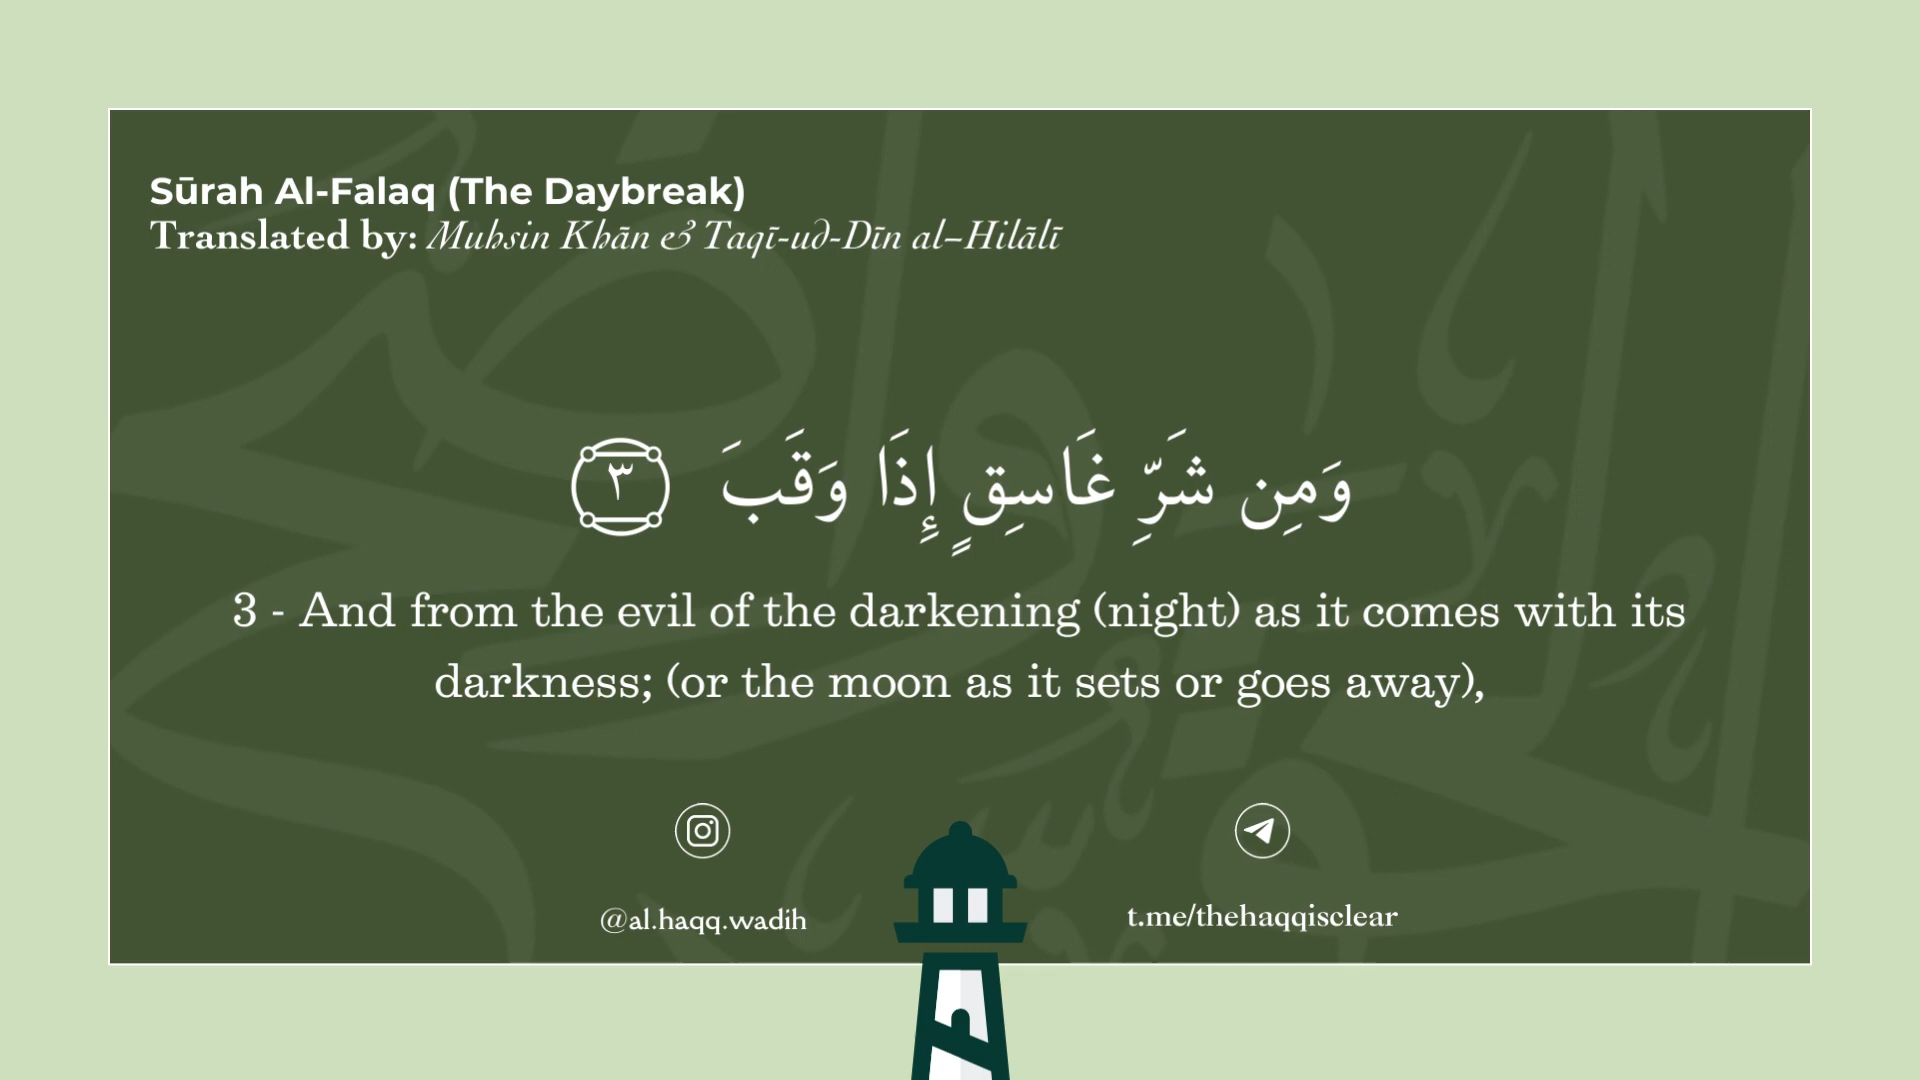 Sūrah Al-Falaq (The Daybreak)
Translated by: Muhsin Khān & Taqī-ud-Dīn al-Hilālī
وَمِن شَرِّ غَاسِقٍ إِذَا وَقَبَ ٣
3 - And from the evil of the darkening (night) as it comes with its
darkness; (or the moon as it sets or goes away),
@al.haqq.wadih
t.me/thehaqqisclear